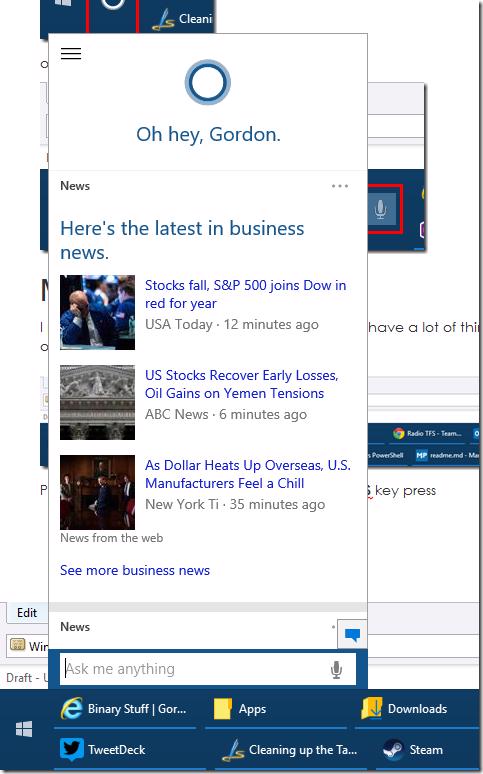 Cleani
o
Oh hey, Gordon.
News
Here's the latest in business
news.
Stocks fall, S&P 500 joins Dow in
red for year
USA Today · 12 minutes ago
US Stocks Recover Early Losses,
Oil Gains on Yemen Tensions
ABC News · 6 minutes ago
As Dollar Heats Up Overseas, U.S.
Manufacturers Feel a Chill
New York Ti · 35 minutes ago
News from the web
See more business news
I
have a lot of thin
o
Radio TFS - Team...
PowerShell
readme.md - Ma
P
S key press
Edit
News
Win
Ask me anything
Draft - U
Binary Stuff | Gor...
Apps
Downloads
TweetDeck
Cleaning up the Ta...
Steam